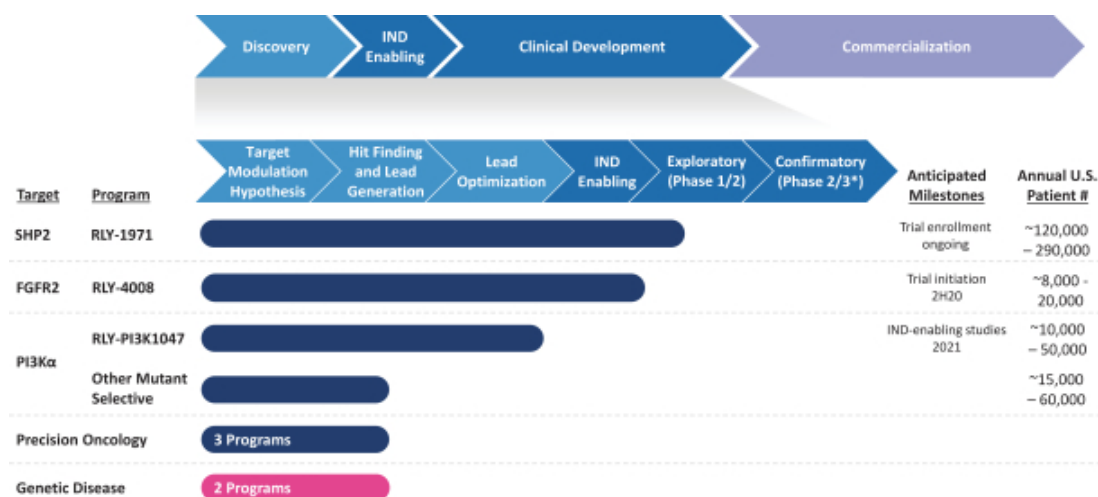 Discovery
IND
Enabling
Clinical Development
Commercialization
Target
Modulation
Hypothesis
Hit Finding
and Lead
Generation
Lead
Optimization
IND
Enabling
Exploratory
(Phase 1/2)
Confirmatory
(Phase 2/3*)
Anticipated
Milestones
Annual U.S.
Patient #
Target
Program
SHP2
RLY-1971
Trial enrollment
ongoing
~120,000
– 290,000
FGFR2
RLY-4008
Trial initiation
2H20
~8,000 -
20,000
PI3Kα
RLY-PI3K1047
IND-enabling studies
2021
~10,000
– 50,000
Other Mutant
Selective
~15,000
– 60,000
Precision Oncology
3 Programs
Genetic Disease
2 Programs